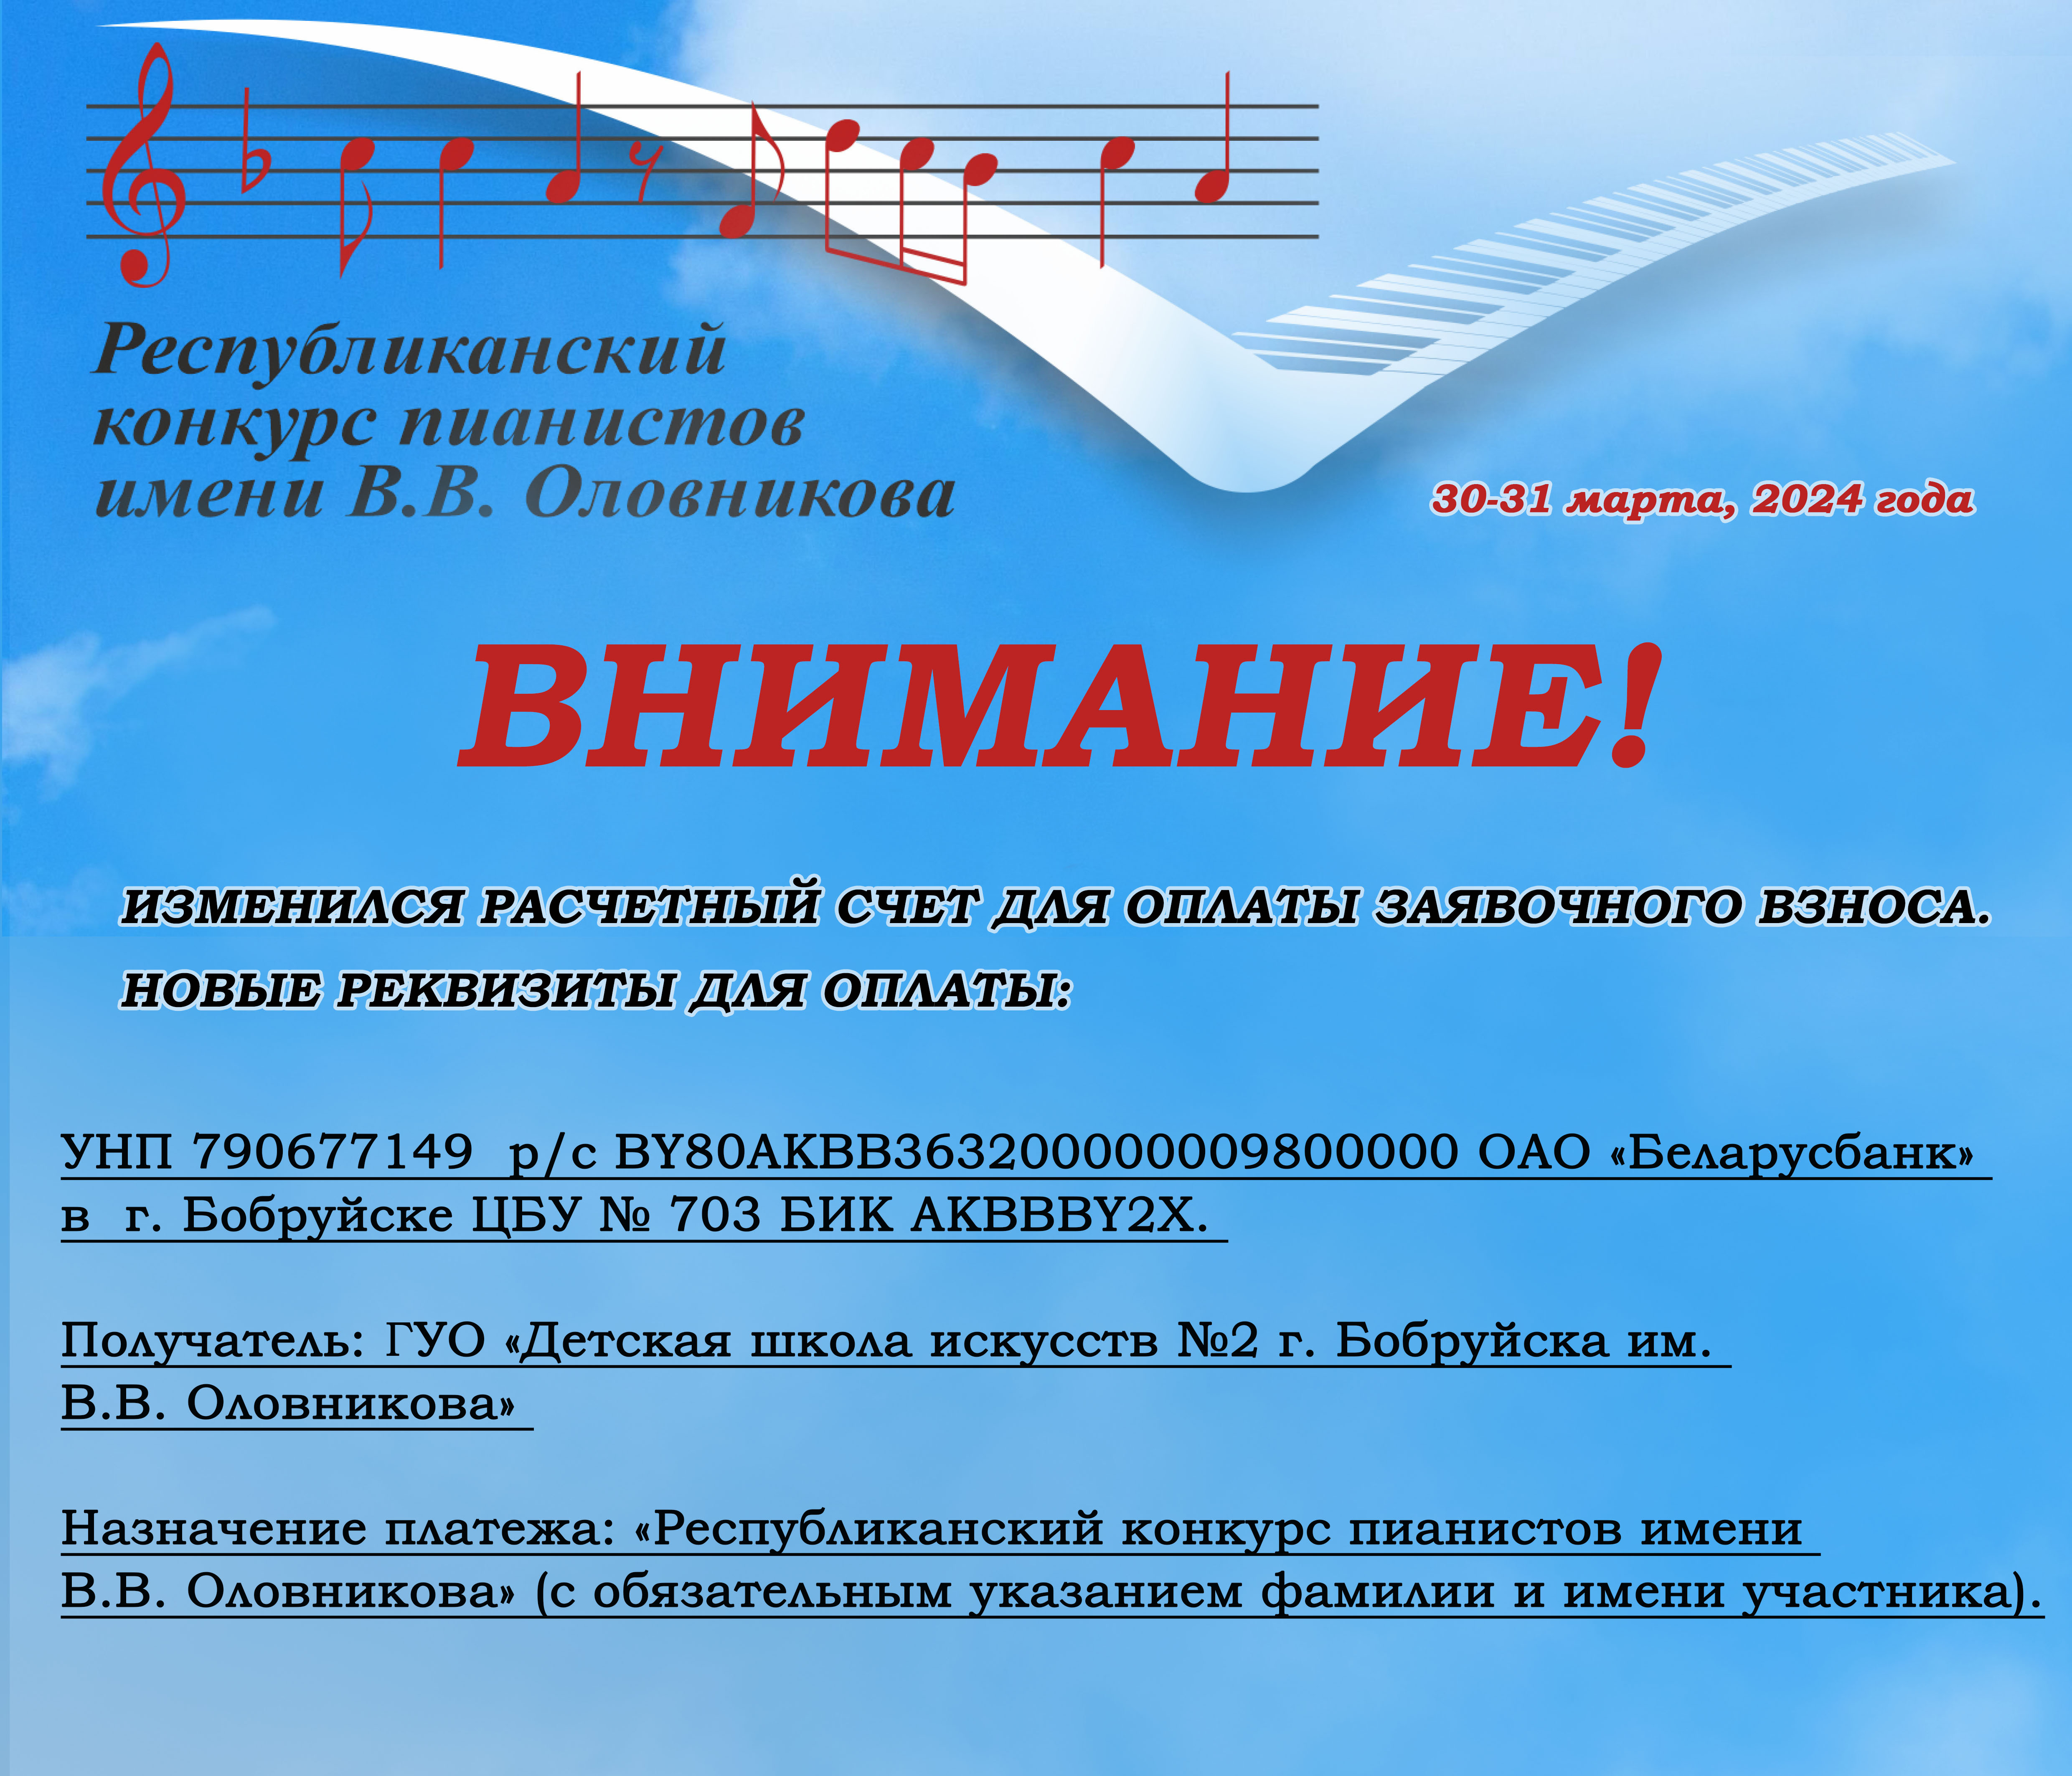 Республиканский
конкурс пианистов
имени В.В. Оловникова
30-31 марта, 2024 года
ВНИМАНИЕ!
ИЗМЕНИЛСЯ РАСЧЕТНЫЙ СЧЕТ ДЛЯ ОПЛАТЫ ЗАЯВОЧНОГО ВЗНОСА.
НОВЫЕ РЕКВИЗИТЫ ДЛЯ ОПЛАТЫ:
УНП 790677149 р/с BY80AKBB36320000000009800000 ОАО «Беларусбанк»
в г. Бобруйске ЦБУ № 703 БИК AKBBBY2X.
Получатель: ГУО «Детская школа искусств №2 г. Бобруйска им.
В.В. Оловникова»
Назначение платежа: «Республиканский конкурс пианистов имени
В.В. Оловникова» (с обязательным указанием фамилии и имени участника).